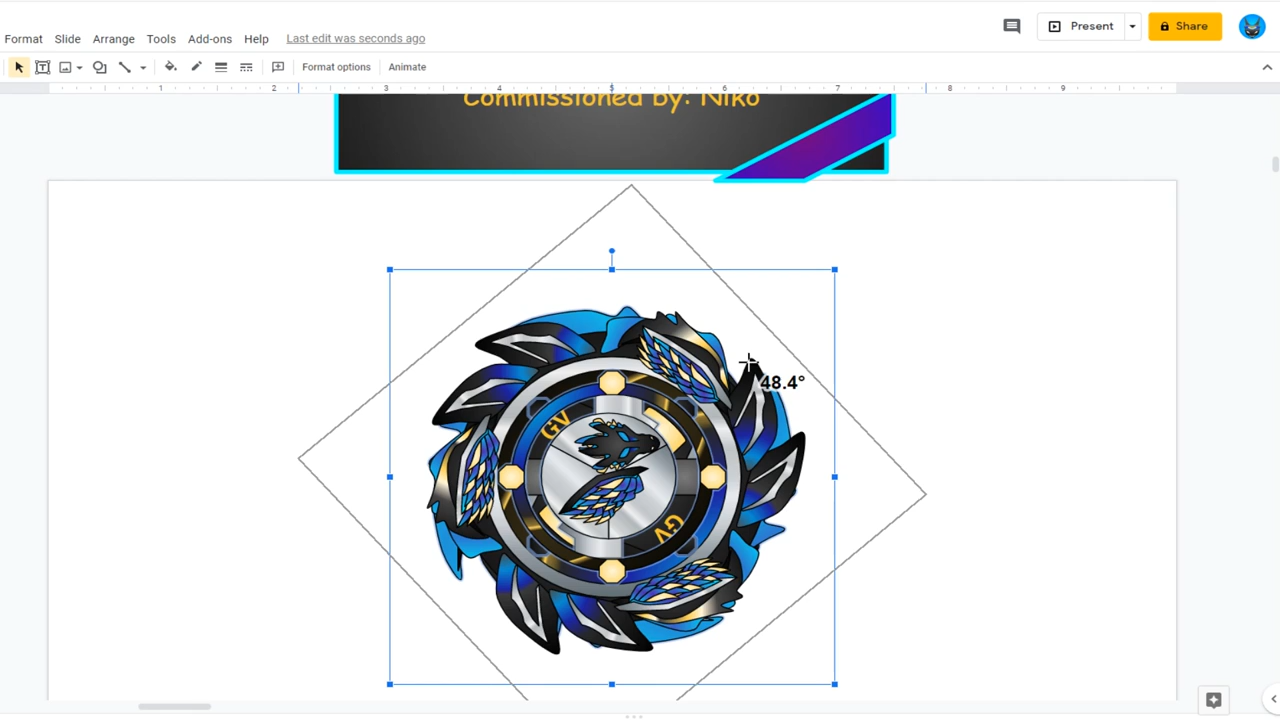 Present
Share
Format Slide Arrange Tools Add-ons Help Last edit was seconds ago
Format options Animate
1 2 3 4 5 6 7 8 9
Commissioned by: Niko
48.4°
GV
GV